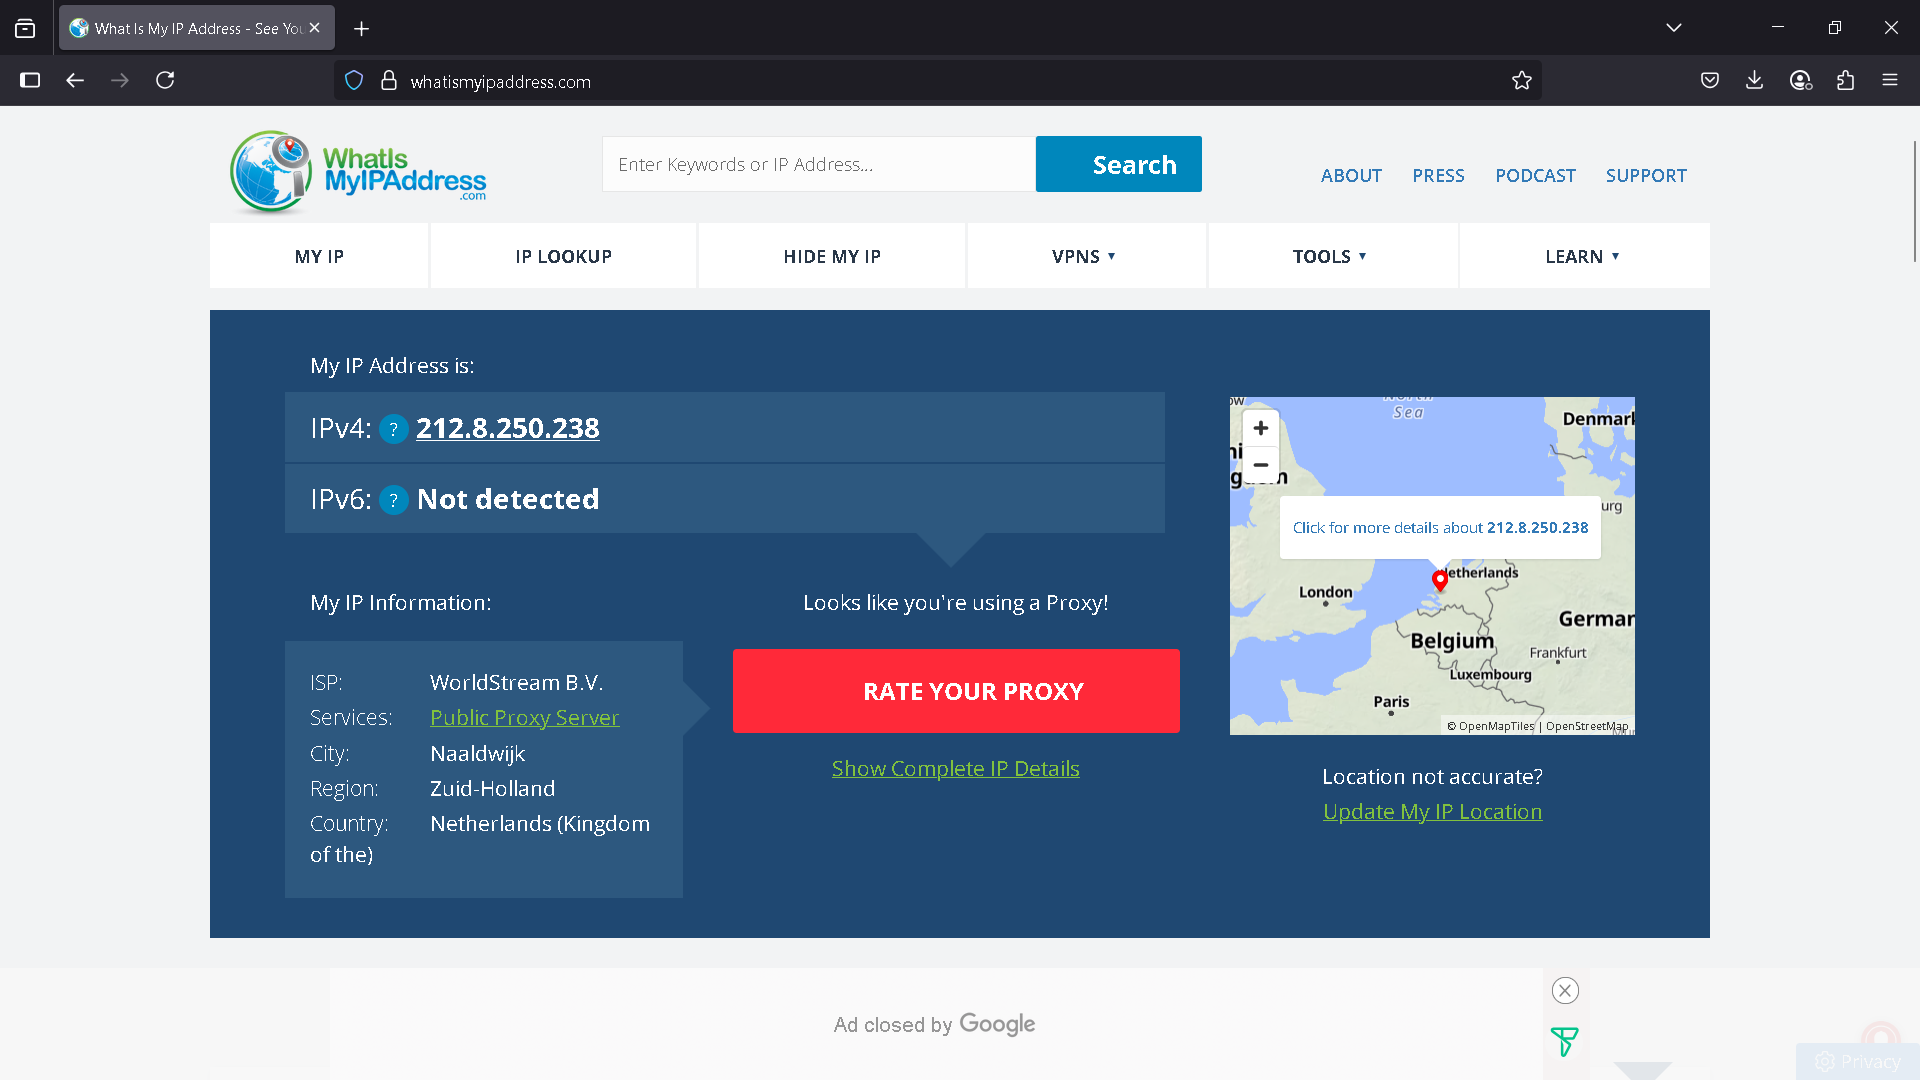 What Is My IP Address - See You
whatismyipaddress.com
WhatIs
MyIPAddress
.com
Enter Keywords or IP Address...
Search
ABOUT
PRESS
PODCAST
SUPPORT
MY IP
IP LOOKUP
HIDE MY IP
VPNS
TOOLS
LEARN
My IP Address is:
IPv4: ? 212.8.250.238
IPv6: ? Not detected
My IP Information:
ISP: WorldStream B.V.
Services: Public Proxy Server
City: Naaldwijk
Region: Zuid-Holland
Country: Netherlands (Kingdom
of the)
Looks like you're using a Proxy!
RATE YOUR PROXY
Show Complete IP Details
Sea
Denmark
+
−
Click for more details about 212.8.250.238
etherlands
London
German
Belgium
Frankfurt
Luxembourg
Paris
© OpenMapTiles | OpenStreetMap
Location not accurate?
Update My IP Location
Ad closed by Google
Privacy